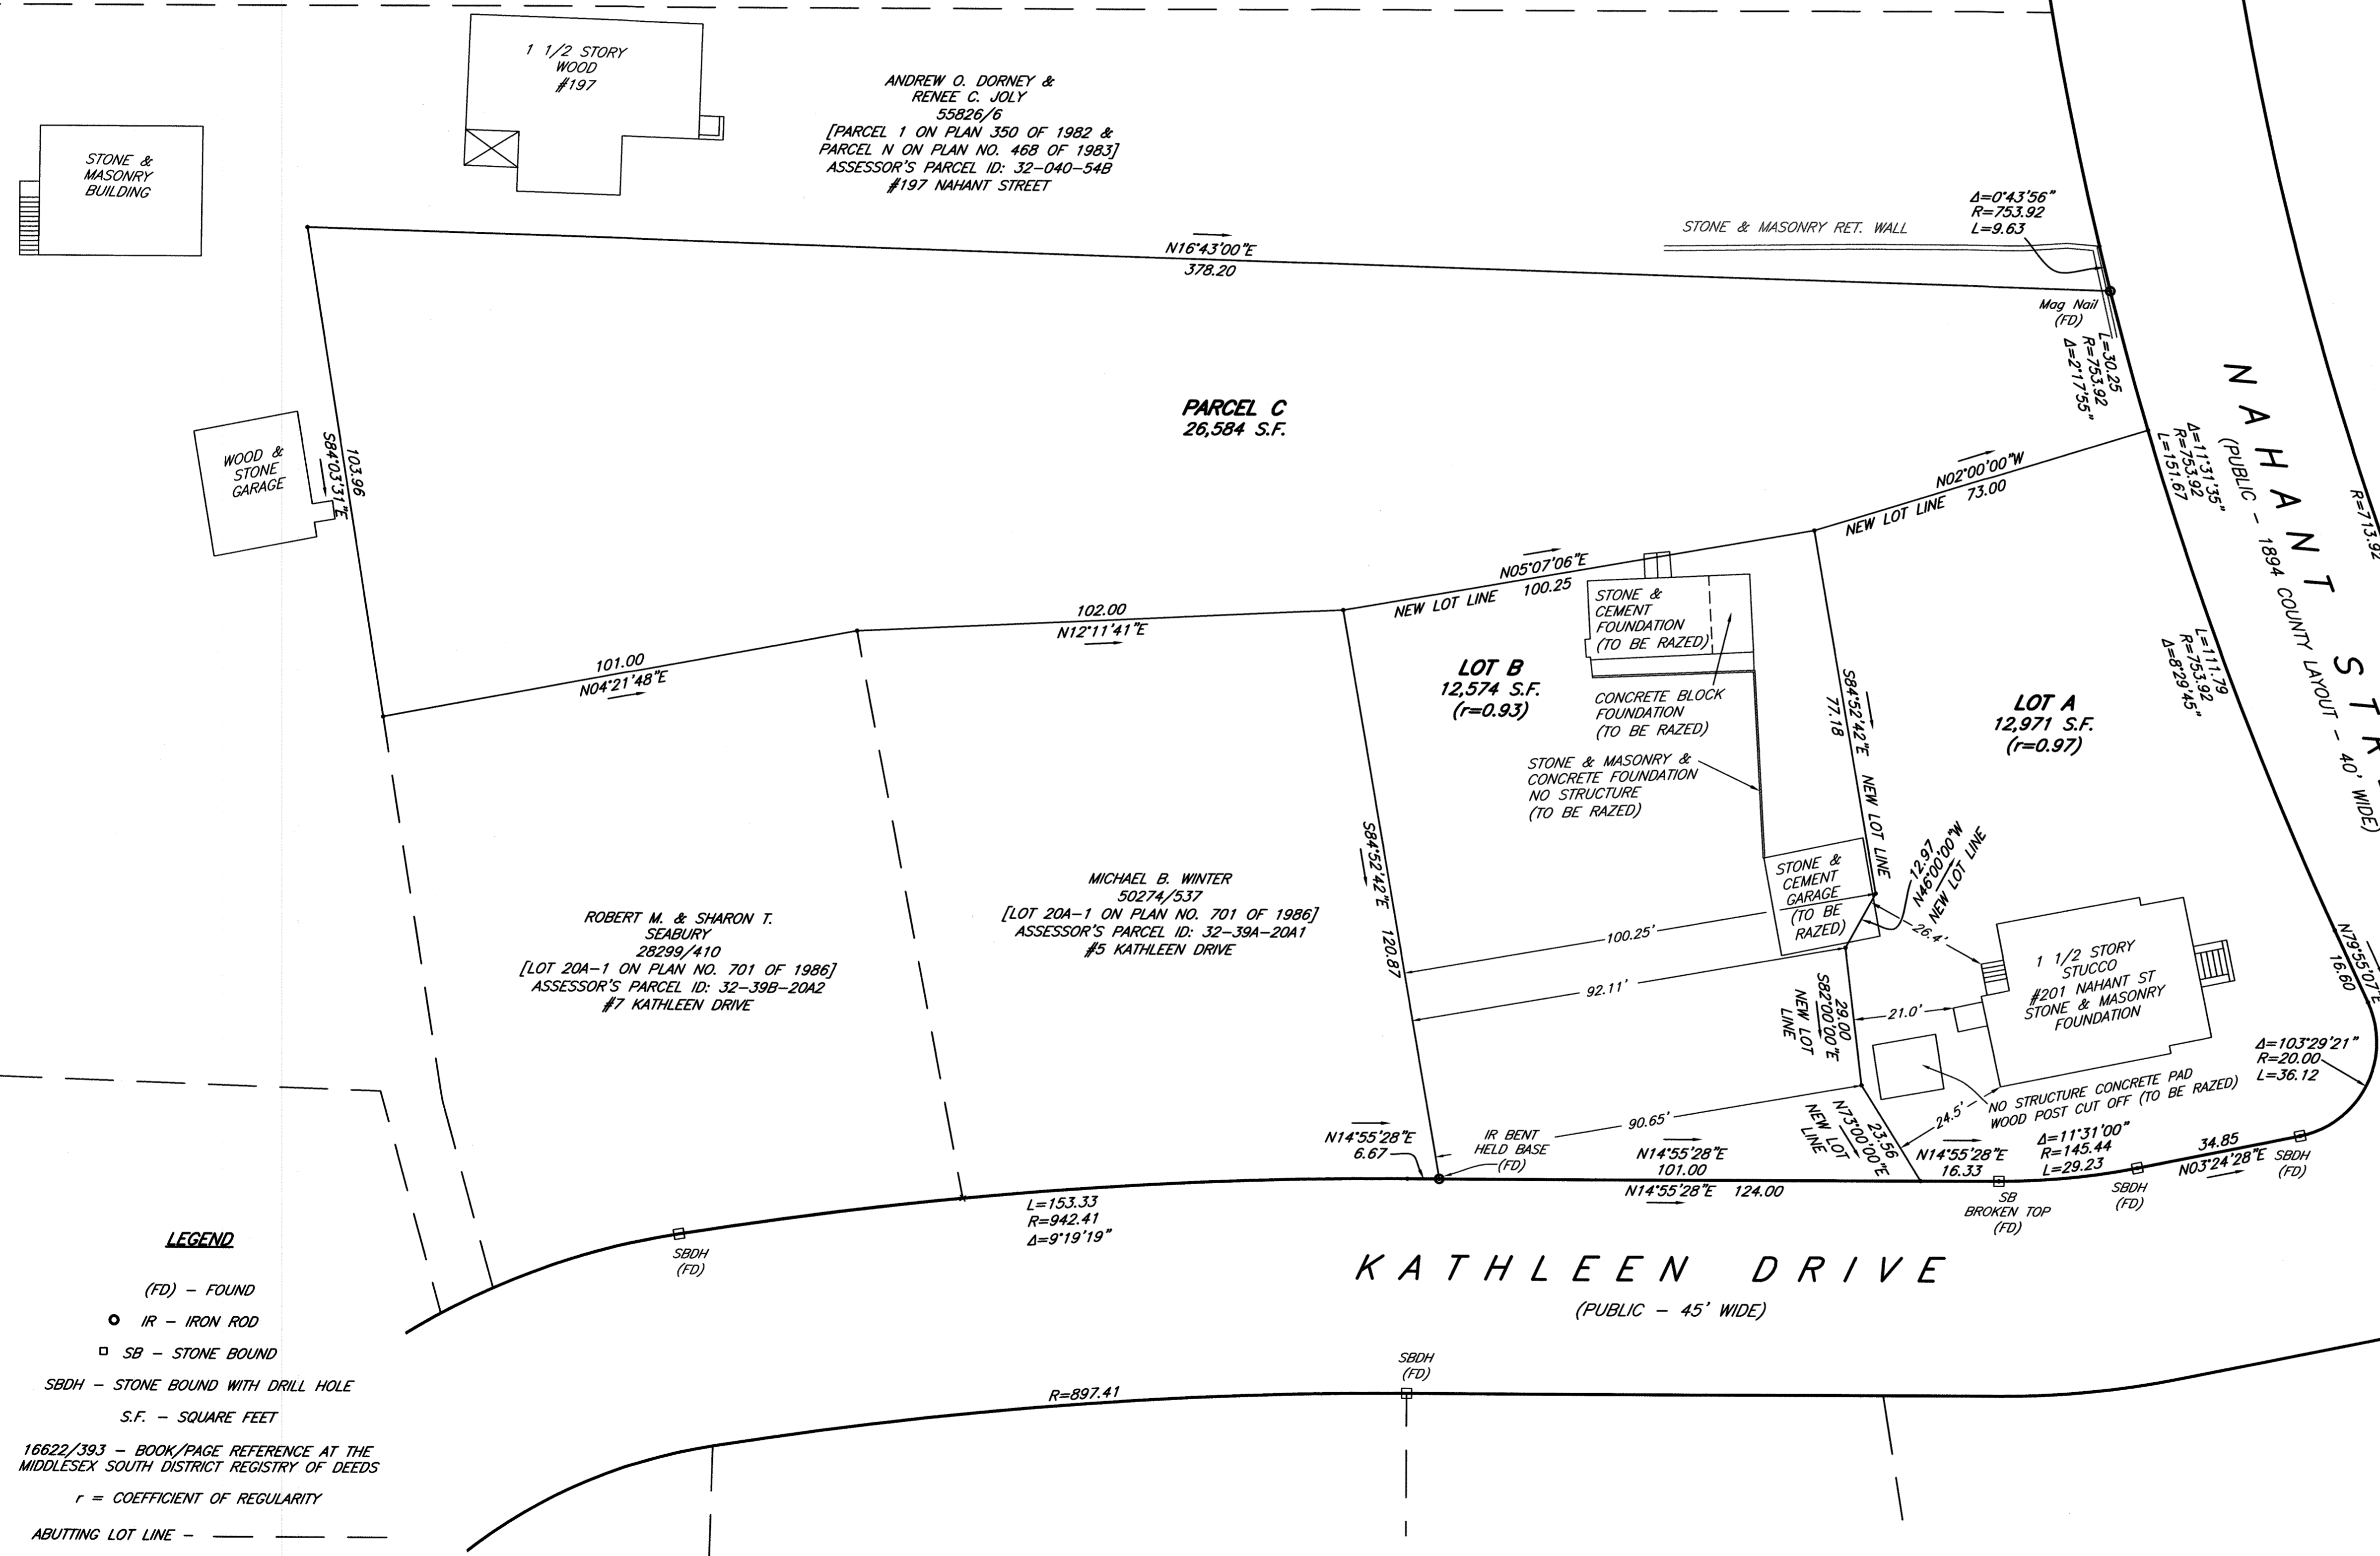 1 1/2 STORY
WOOD
#197
STONE &
MASONRY
BUILDING
ANDREW O. DORNEY &
RENEE C. JOLY
55826/6
[PARCEL 1 ON PLAN 350 OF 1982 &
PARCEL N ON PLAN NO. 468 OF 1983]
ASSESSOR'S PARCEL ID: 32-040-54B
#197 NAHANT STREET
Δ=0°43'56"
R=753.92
L=9.63
STONE & MASONRY RET. WALL
N16°43'00"E
378.20
Mag Nail
(FD)
L=30.25
R=753.92
Δ=2°17'55"
NAHANT
(PUBLIC - 1894 COUNTY LAYOUT - 40' WIDE)
R=713.92
Δ=11°31'35"
R=753.92
L=151.67
PARCEL C
26,584 S.F.
WOOD &
STONE
GARAGE
103.96
S84°03'31"E
N02°00'00"W
NEW LOT LINE 73.00
N05°07'06"E
NEW LOT LINE 100.25
102.00
N12°11'41"E
101.00
N04°21'48"E
STONE &
CEMENT
FOUNDATION
(TO BE RAZED)
LOT B
12,574 S.F.
(r=0.93)
CONCRETE BLOCK
FOUNDATION
(TO BE RAZED)
STONE & MASONRY &
CONCRETE FOUNDATION
NO STRUCTURE
(TO BE RAZED)
S84°52'42"E NEW LOT LINE
77.18
LOT A
12,971 S.F.
(r=0.97)
L=111.79
R=753.92
Δ=8°29'45"
STONE &
CEMENT
GARAGE
(TO BE
RAZED)
12.97
N46°00'00"W
NEW LOT LINE
S84°52'42"E 120.87
100.25'
92.11'
26.4'
1 1/2 STORY
STUCCO
#201 NAHANT ST
STONE & MASONRY
FOUNDATION
N79°55'07"E
16.60
MICHAEL B. WINTER
50274/537
[LOT 20A-1 ON PLAN NO. 701 OF 1986]
ASSESSOR'S PARCEL ID: 32-39A-20A1
#5 KATHLEEN DRIVE
ROBERT M. & SHARON T.
SEABURY
28299/410
[LOT 20A-1 ON PLAN NO. 701 OF 1986]
ASSESSOR'S PARCEL ID: 32-39B-20A2
#7 KATHLEEN DRIVE
29.00
S82°00'00"E
NEW LOT
LINE
21.0'
Δ=103°29'21"
R=20.00
L=36.12
NO STRUCTURE CONCRETE PAD
WOOD POST CUT OFF (TO BE RAZED)
24.5'
90.65'
23.56
N73°00'00"E
NEW LOT
LINE
N14°55'28"E
6.67
IR BENT
HELD BASE
(FD)
N14°55'28"E
101.00
N14°55'28"E 124.00
N14°55'28"E
16.33
Δ=11°31'00"
R=145.44
L=29.23
34.85
N03°24'28"E
SBDH
(FD)
SBDH
(FD)
SB
BROKEN TOP
(FD)
L=153.33
R=942.41
Δ=9°19'19"
SBDH
(FD)
KATHLEEN DRIVE
(PUBLIC - 45' WIDE)
SBDH
(FD)
R=897.41
LEGEND
(FD) - FOUND
IR - IRON ROD
SB - STONE BOUND
SBDH - STONE BOUND WITH DRILL HOLE
S.F. - SQUARE FEET
16622/393 - BOOK/PAGE REFERENCE AT THE
MIDDLESEX SOUTH DISTRICT REGISTRY OF DEEDS
r = COEFFICIENT OF REGULARITY
ABUTTING LOT LINE -